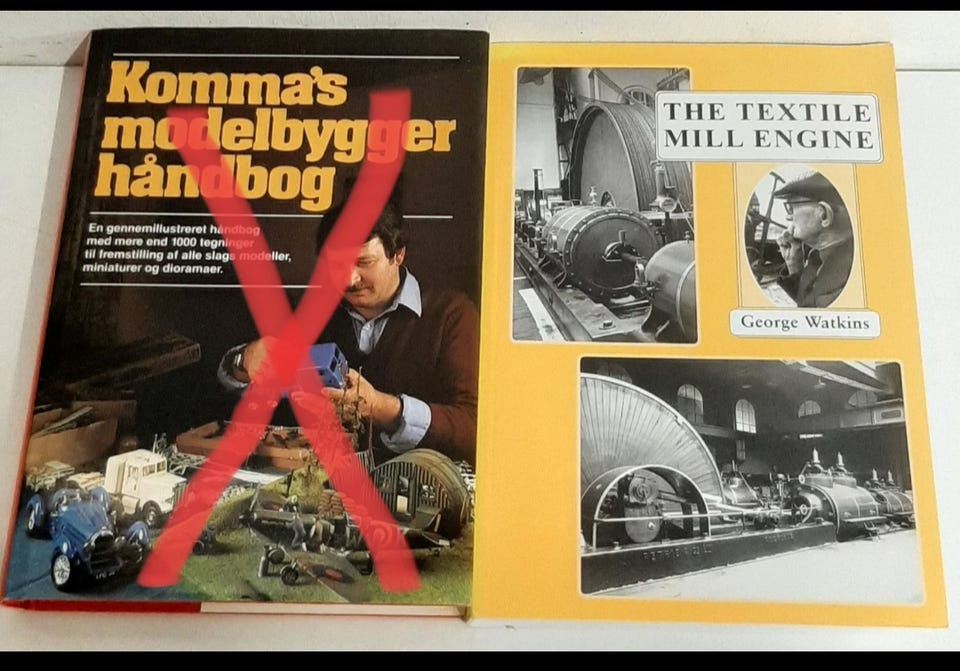 Komma's
modelbygger
håndbog
En gennemillustreret håndbog
med mere end 1000 tegninger
til fremstilling af alle slags modeller,
miniaturer og dioramaer.
THE TEXTILE
MILL ENGINE
George Watkins